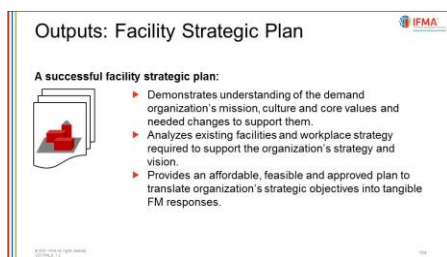 Outputs: Facility Strategic Plan
IFMA
A successful facility strategic plan:
Demonstrates understanding of the demand
organization's mission, culture and core values and
needed changes to support them.
Analyzes existing facilities and workplace strategy
required to support the organization's strategy and
vision.
Provides an affordable, feasible and approved plan to
translate organization's strategic objectives into tangible
FM responses.